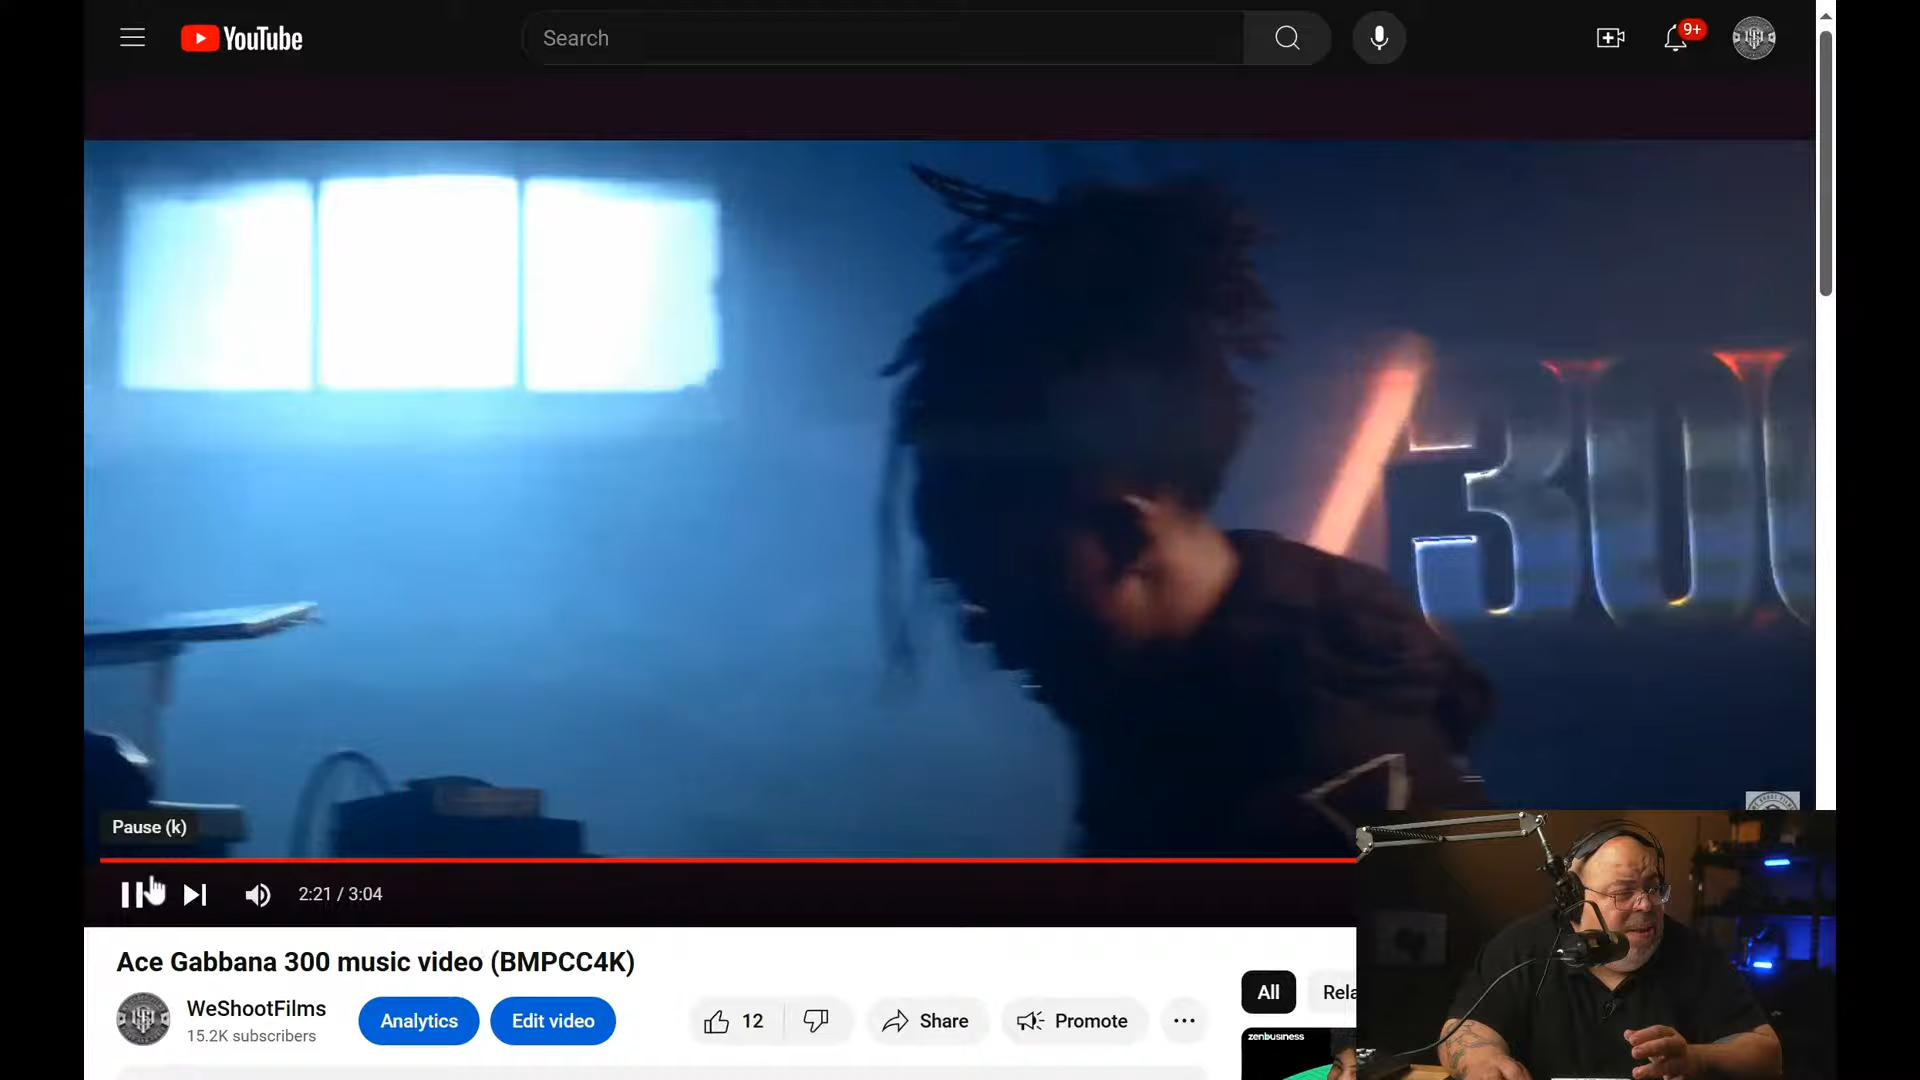 YouTube
Search
9+
300
Pause (k)
2:21 / 3:04
Ace Gabbana 300 music video (BMPCC4K)
WeShootFilms
15.2K subscribers
Analytics
Edit video
12
Share
Promote
All
Rela
zenbusiness